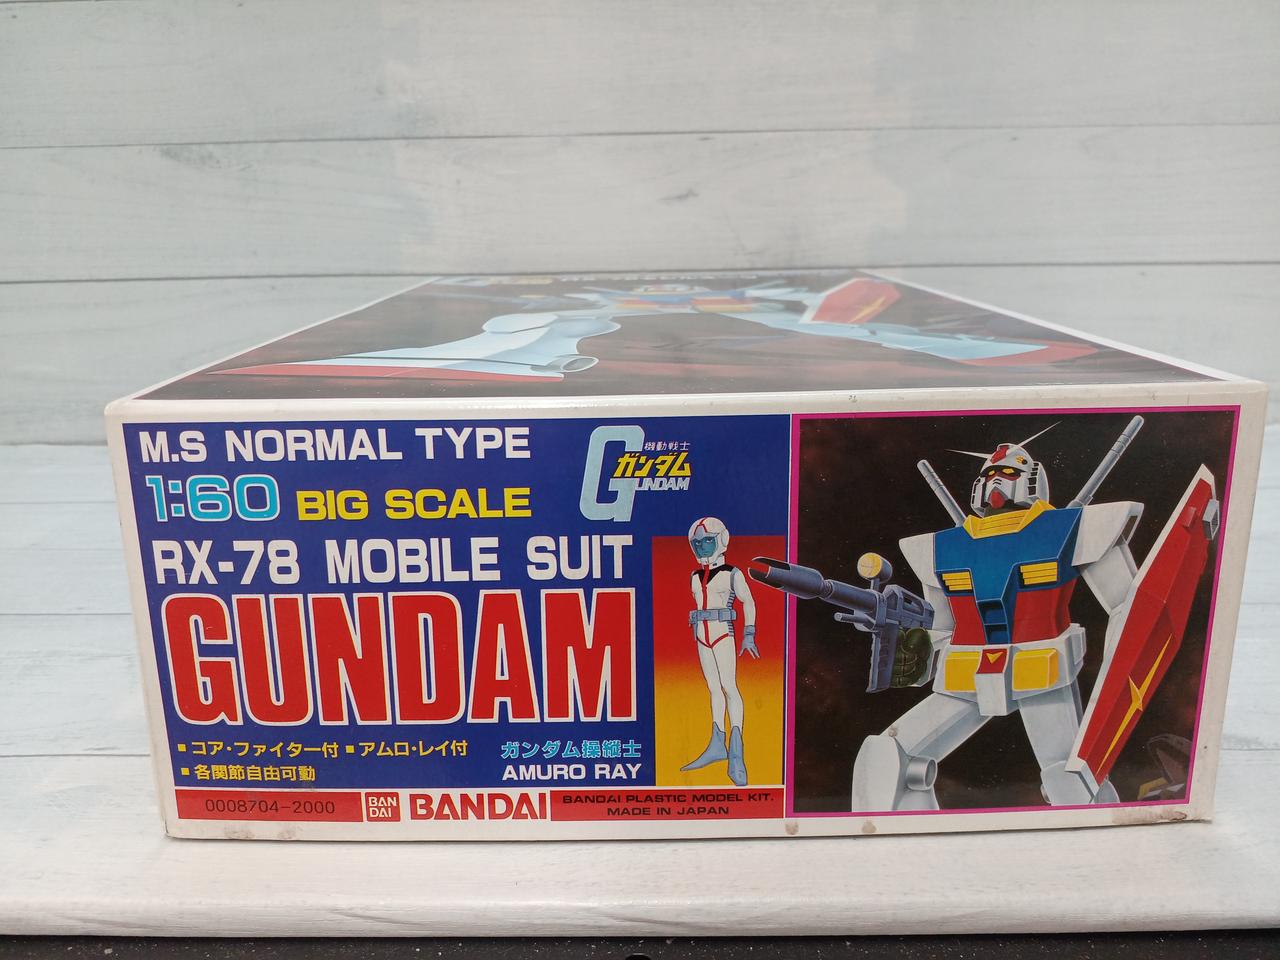 M.S NORMAL TYPE
1:60 BIG SCALE
機動戦士
ガンダム
GUNDAM
RX-78 MOBILE SUIT
GUNDAM
■コア・ファイター付 ■アムロ・レイ付
■各関節自由可動
ガンダム操縦士
AMURO RAY
0008704-2000
BAN
DAI
BANDAI
BANDAI PLASTIC MODEL KIT.
MADE IN JAPAN